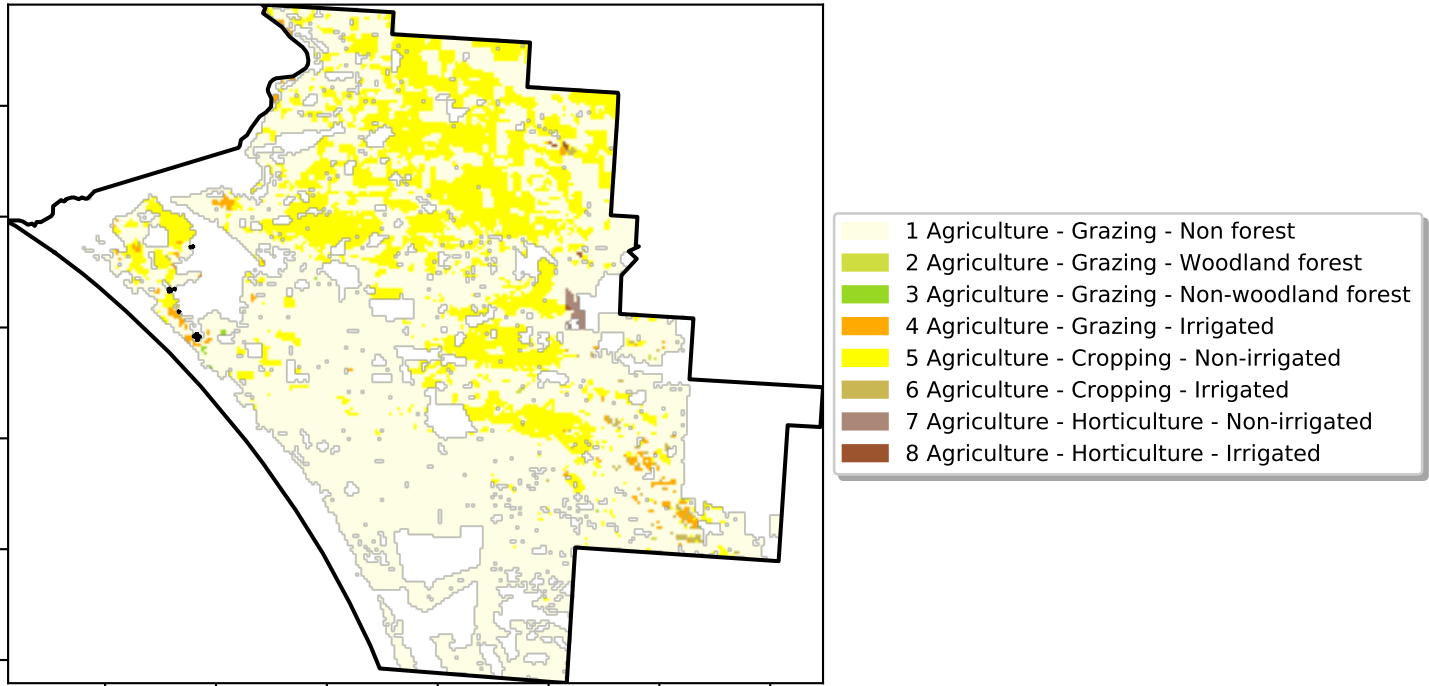 1 Agriculture - Grazing - Non forest
2 Agriculture - Grazing - Woodland forest
3 Agriculture - Grazing - Non-woodland forest
4 Agriculture - Grazing - Irrigated
5 Agriculture - Cropping - Non-irrigated
6 Agriculture - Cropping - Irrigated
7 Agriculture - Horticulture - Non-irrigated
8 Agriculture - Horticulture - Irrigated